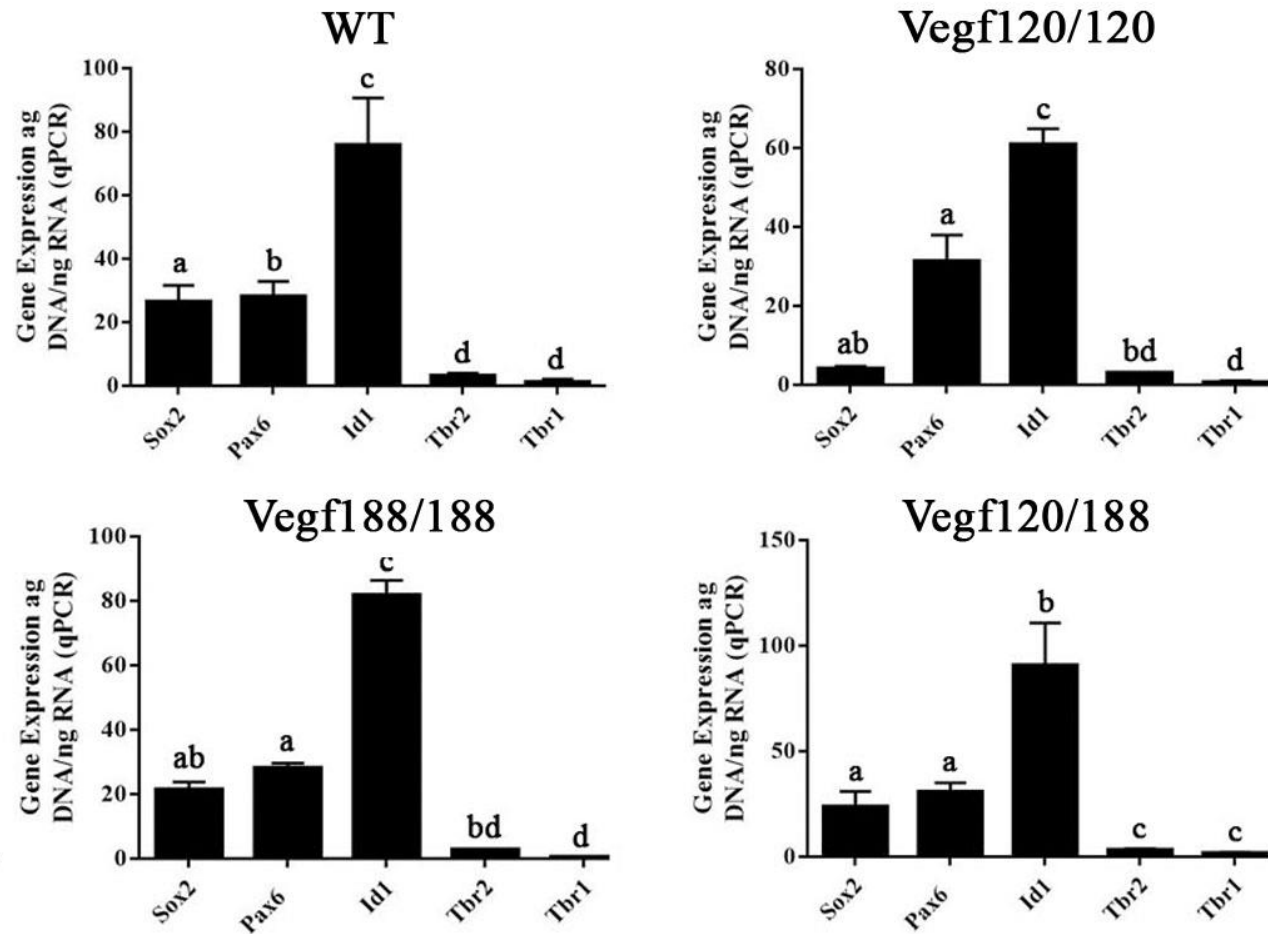 WT
Gene Expression ag
DNA/ng RNA (qPCR)
100
80
60
40
20
0
a
b
c
d
d
Sox2
Pax6
Id1
Tbr2
Tbr1
Vegf120/120
Gene Expression ag
DNA/ng RNA (qPCR)
80
60
40
20
0
ab
a
c
bd
d
Sox2
Pax6
Id1
Tbr2
Tbr1
Vegf188/188
Gene Expression ag
DNA/ng RNA (qPCR)
100
80
60
40
20
0
ab
a
c
bd
d
Sox2
Pax6
Id1
Tbr2
Tbr1
Vegf120/188
Gene Expression ag
DNA/ng RNA (qPCR)
150
100
50
0
a
a
b
c
c
Sox2
Pax6
Id1
Tbr2
Tbr1